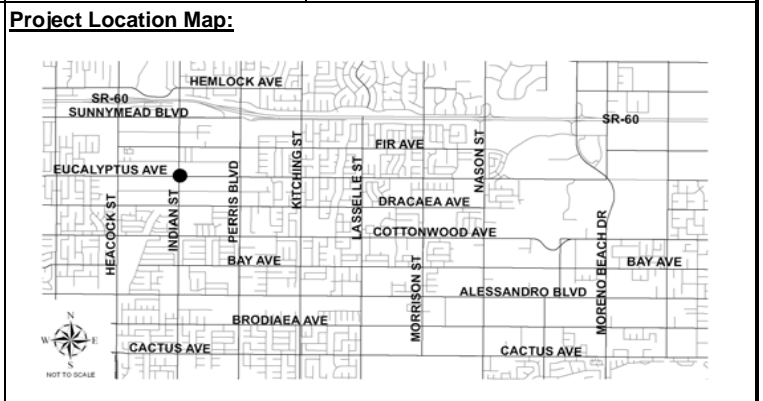 Project Location Map:
HEMLOCK AVE
SR-60
SUNNYMEAD BLVD
SR-60
FIR AVE
EUCALYPTUS AVE
HEACOCK ST
INDIAN ST
PERRIS BLVD
KITCHING ST
LASSELLE ST
NASON ST
DRACAEA AVE
COTTONWOOD AVE
BAY AVE
BAY AVE
MORRISON ST
MORENO BEACH DR
ALESSANDRO BLVD
BRODIAEA AVE
CACTUS AVE
CACTUS AVE
N
W
E
S
NOT TO SCALE